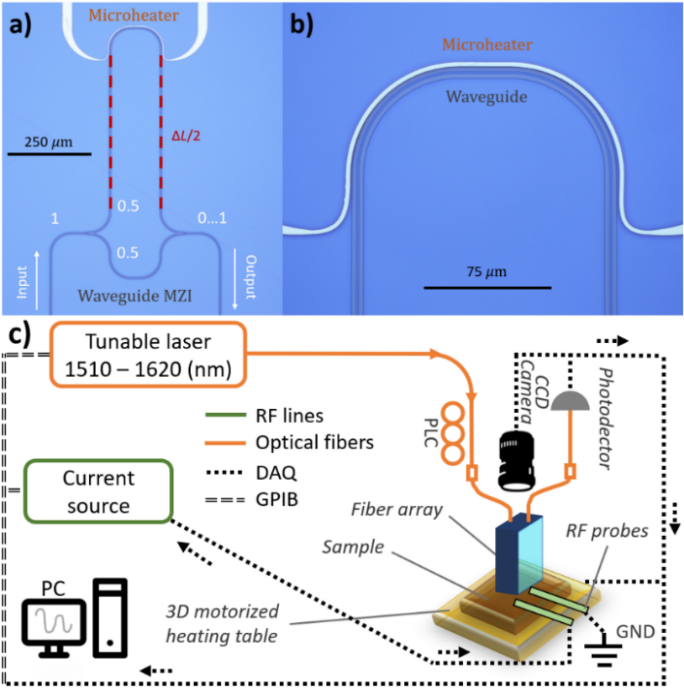 a)
Microheater
250 μm
ΔL/2
0.5
1
0...1
0.5
Input
Output
Waveguide MZI
b)
Microheater
Waveguide
75 μm
c)
Tunable laser
1510 – 1620 (nm)
RF lines
Optical fibers
DAQ
GPIB
PLC
CCD
Camera
Photodector
Current
source
Fiber array
Sample
RF probes
PC
3D motorized
heating table
GND